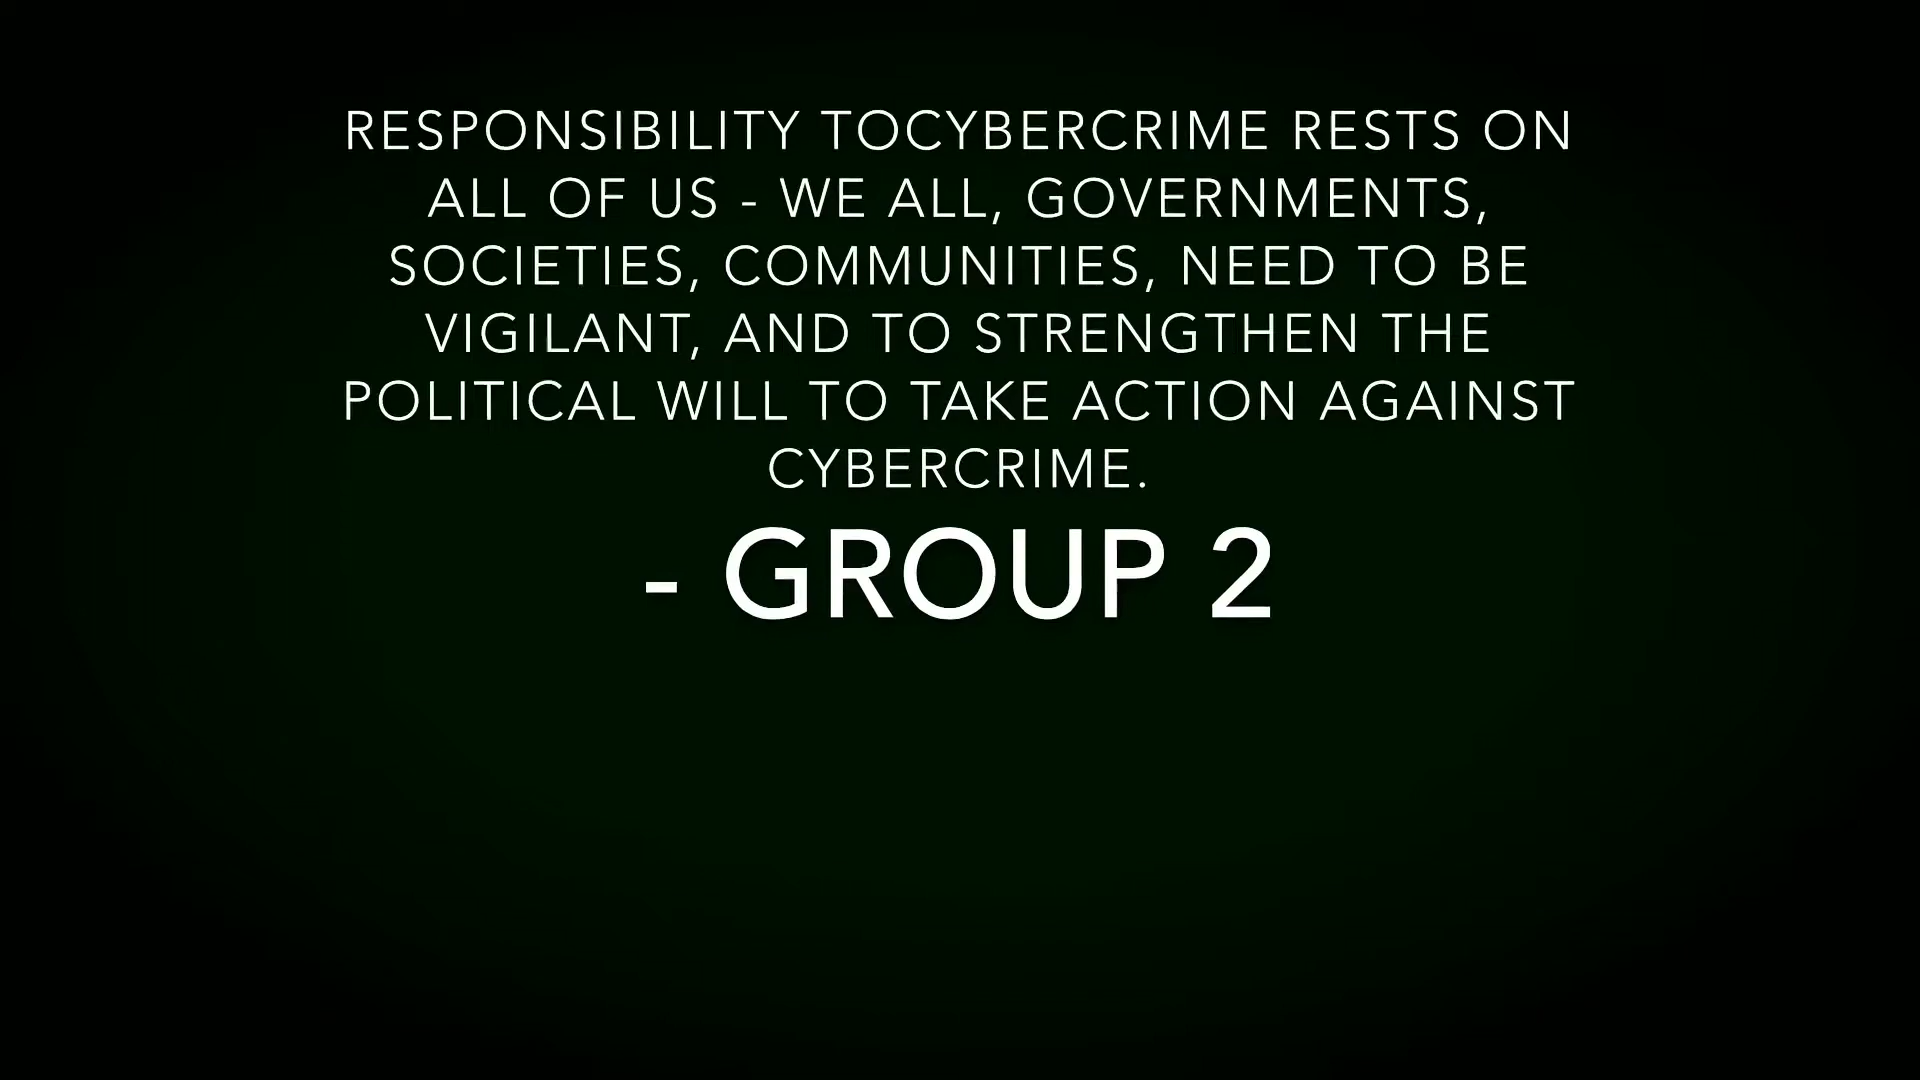 RESPONSIBILITY TOCYBERCRIME RESTS ON
ALL OF US - WE ALL, GOVERNMENTS,
SOCIETIES, COMMUNITIES, NEED TO BE
VIGILANT, AND TO STRENGTHEN THE
POLITICAL WILL TO TAKE ACTION AGAINST
CYBERCRIME.
- GROUP 2